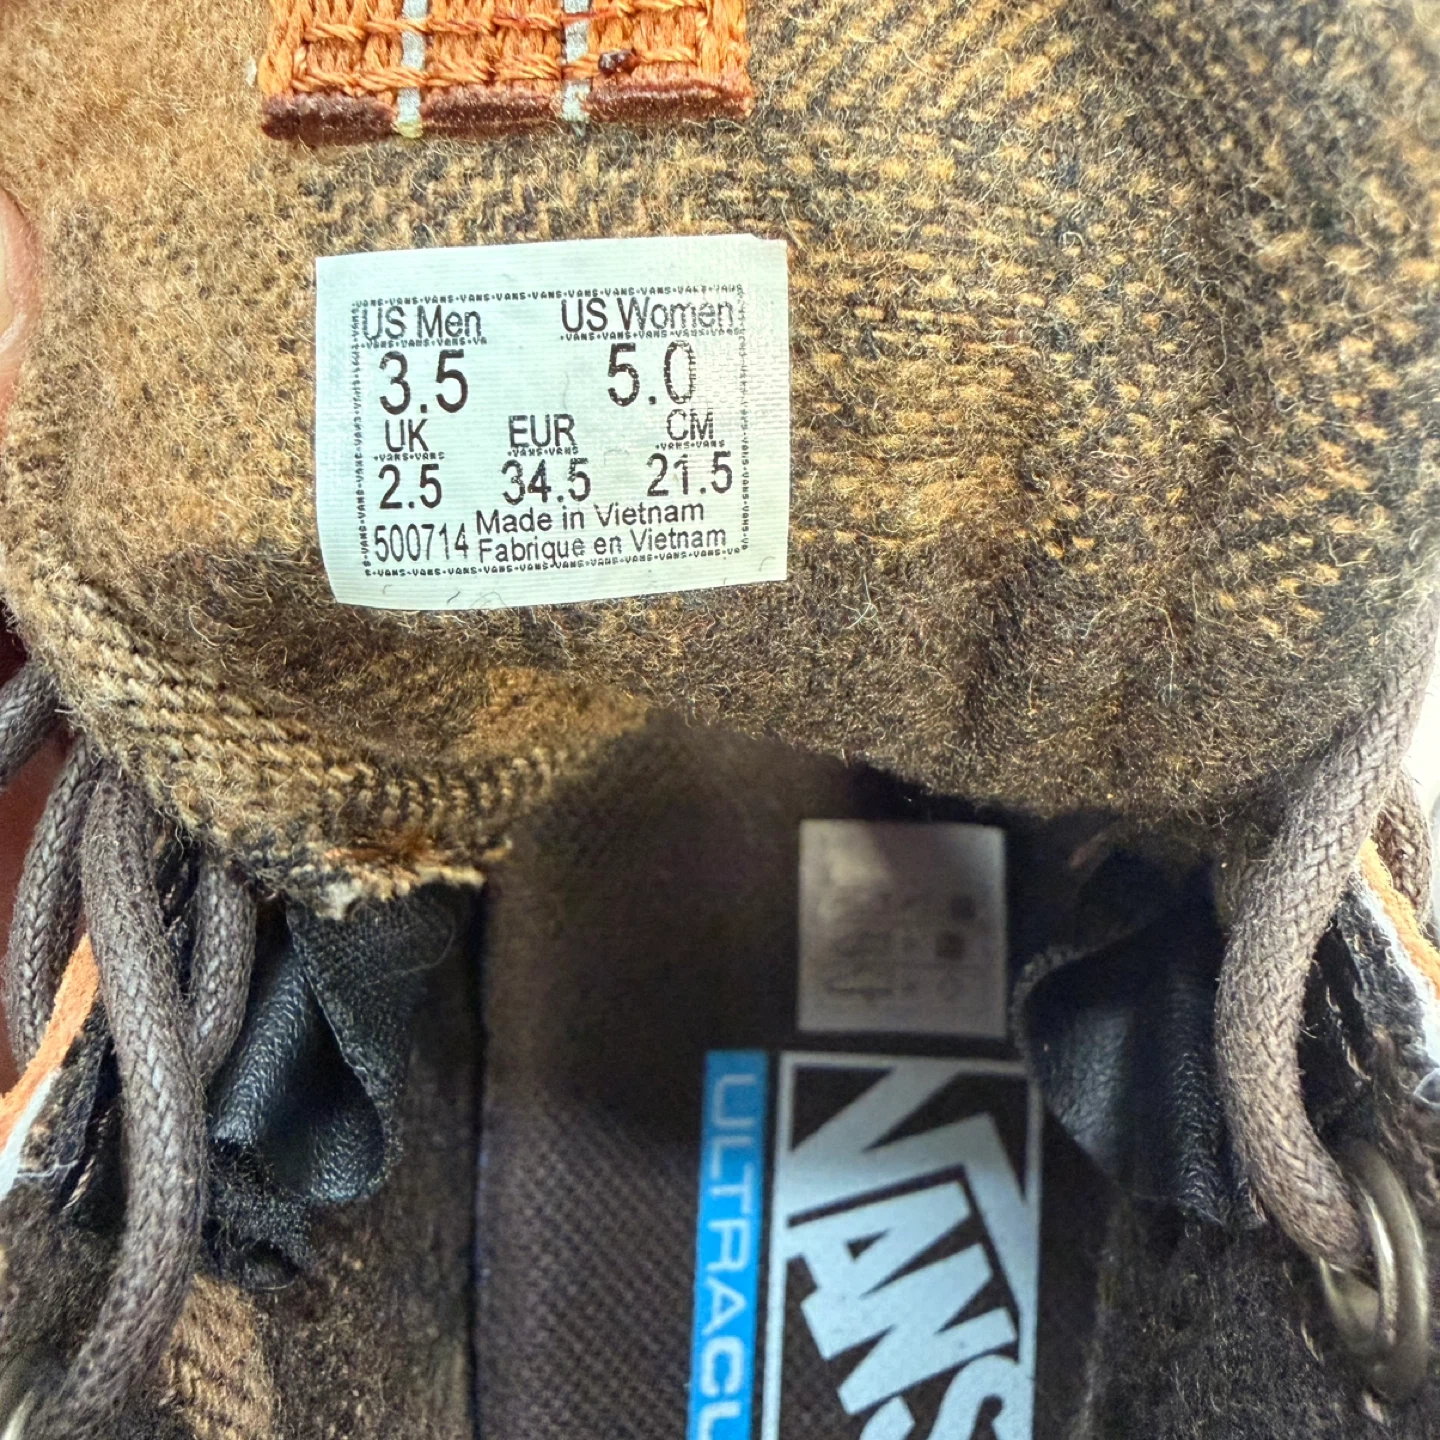 US Men US Women
3.5 5.0
UK EUR CM
2.5 34.5 21.5
500714 Made in Vietnam
Fabrique en Vietnam
ULTRACU
VANS